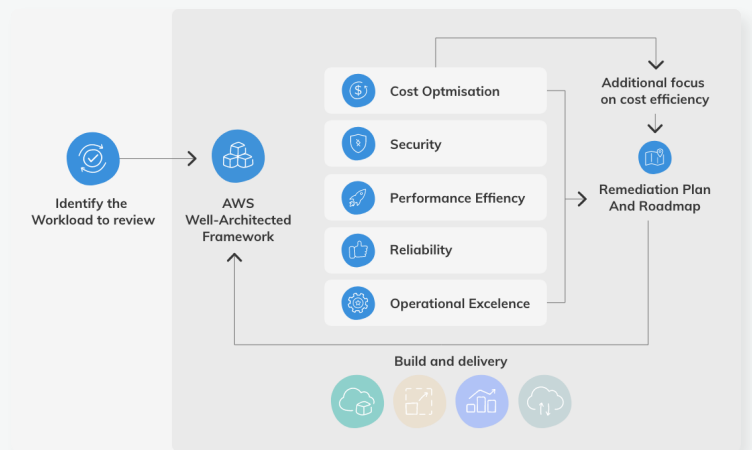 Identify the
Workload to review
AWS
Well-Architected
Framework
Cost Optmisation
Security
Performance Effiency
Reliability
Operational Excelence
Additional focus
on cost efficiency
Remediation Plan
And Roadmap
Build and delivery